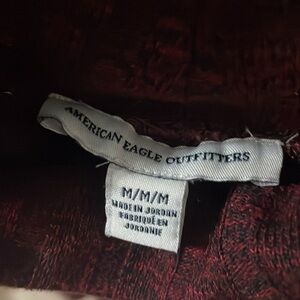 AMERICAN EAGLE OUTFITTERS
M/M/M
MADE IN JORDAN
FABRIQUÉ EN
JORDANIE